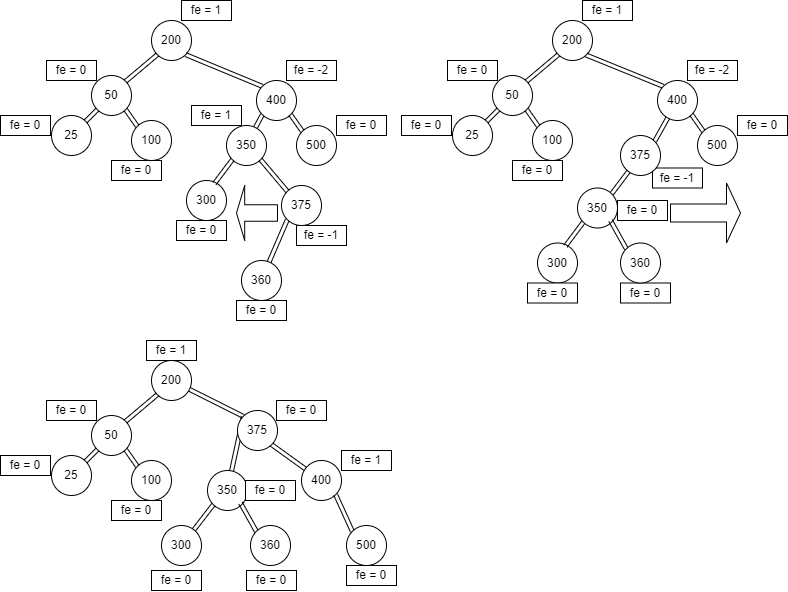 fe = 1
200
fe = 0
50
fe = -2
400
fe = 0
25
100
fe = 0
fe = 1
350
500
fe = 0
300
fe = 0
375
fe = -1
360
fe = 0
fe = 1
200
fe = 0
50
fe = -2
400
fe = 0
25
100
fe = 0
375
fe = -1
500
fe = 0
350
fe = 0
300
fe = 0
360
fe = 0
fe = 1
200
fe = 0
50
375
fe = 0
fe = 0
25
100
fe = 0
350
fe = 0
400
fe = 1
300
fe = 0
360
fe = 0
500
fe = 0